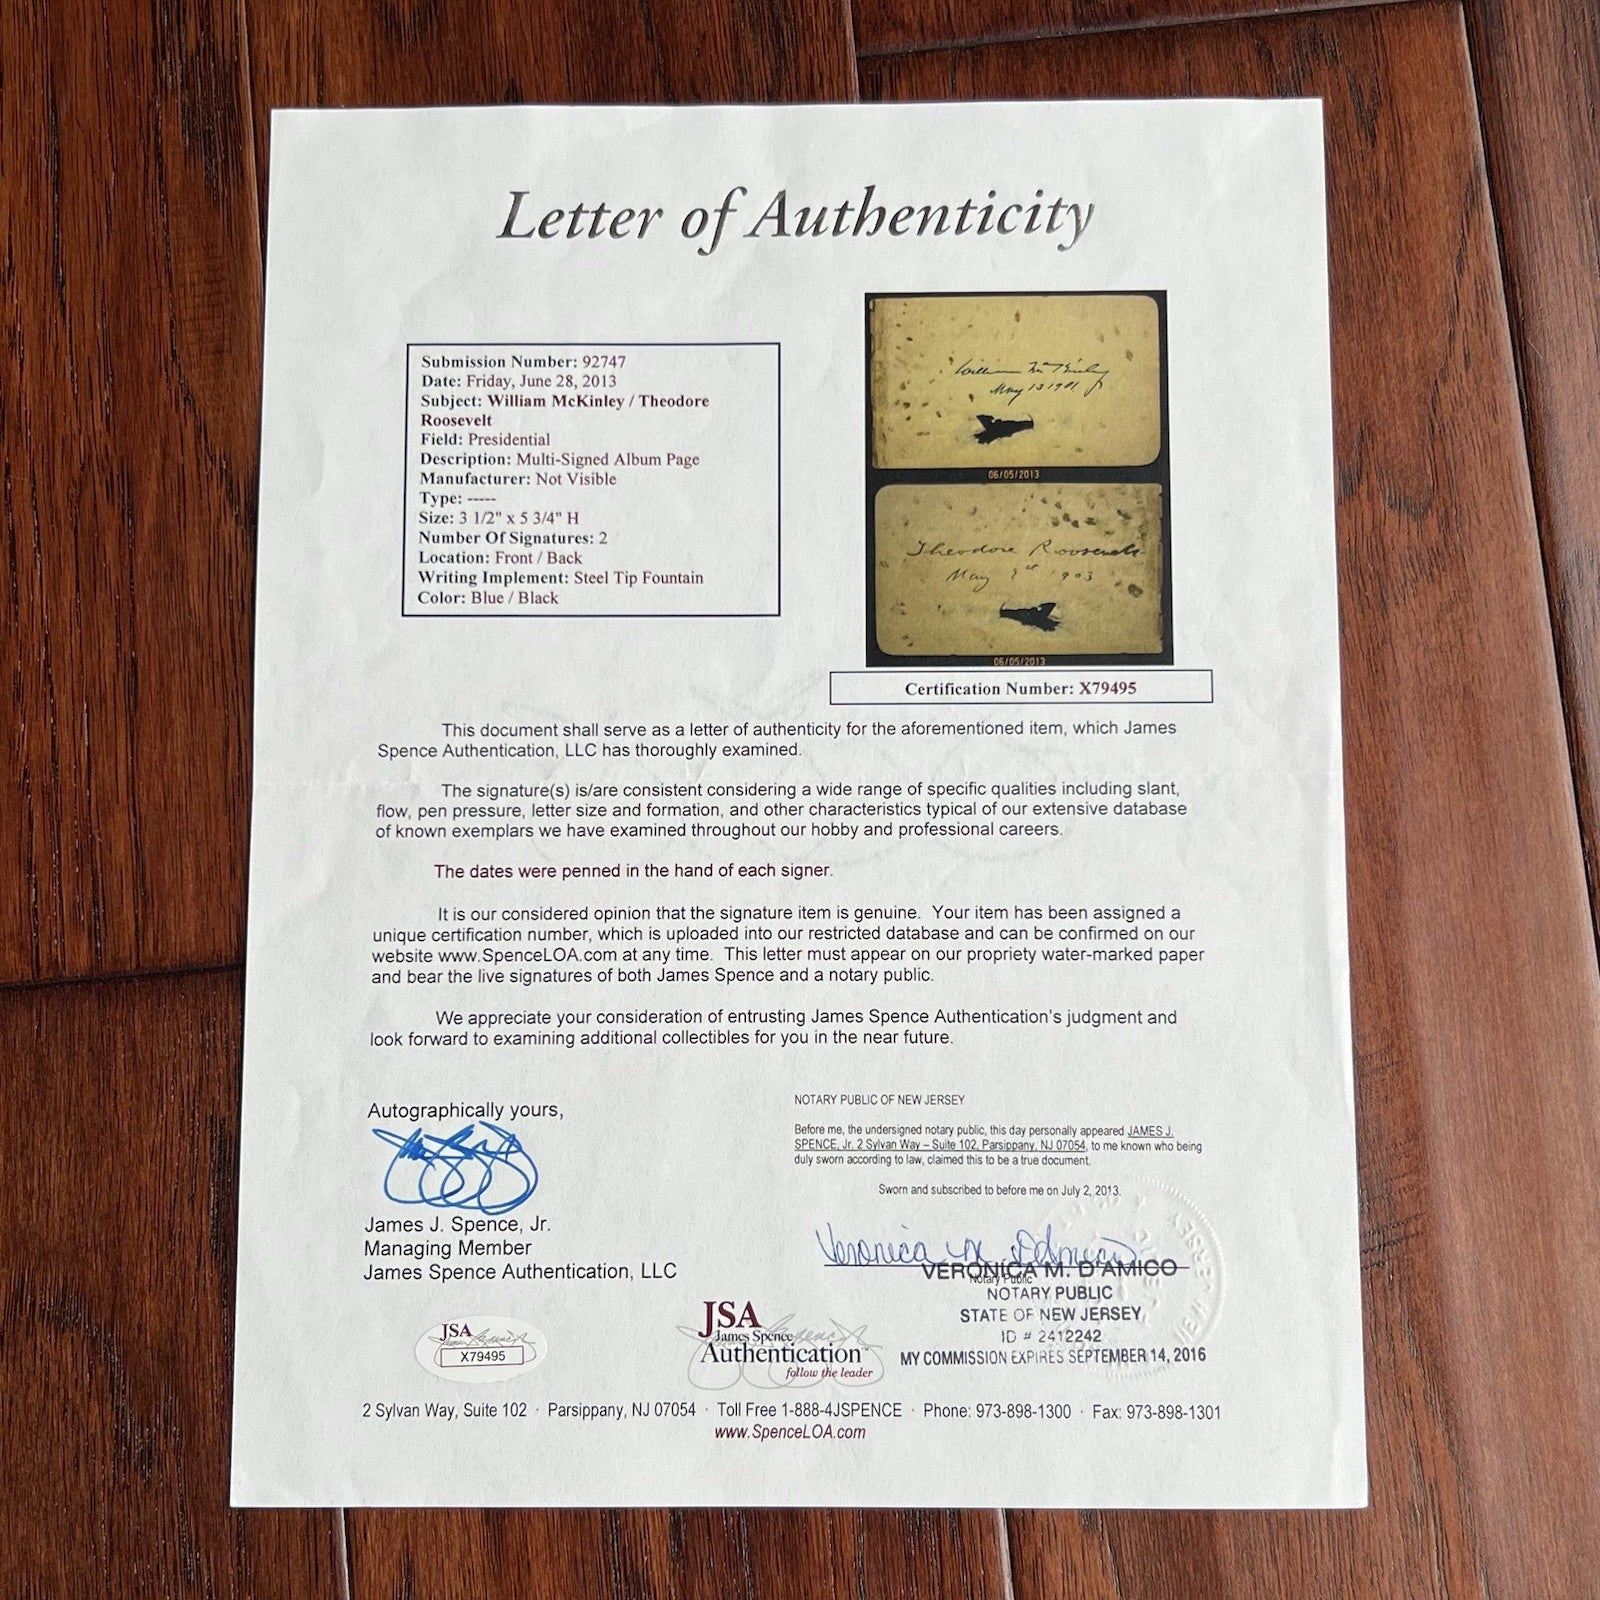 Letter of Authenticity
Submission Number: 92747
Date: Friday, June 28, 2013
Subject: William McKinley / Theodore
Roosevelt
Field: Presidential
Description: Multi-Signed Album Page
Manufacturer: Not Visible
Type: -----
Size: 3 1/2" x 5 3/4" H
Number Of Signatures: 2
Location: Front / Back
Writing Implement: Steel Tip Fountain
Color: Blue / Black
William McKinley
May 13 1901
06/05/2013
Theodore Roosevelt
May 1903
06/05/2013
Certification Number: X79495
This document shall serve as a letter of authenticity for the aforementioned item, which James
Spence Authentication, LLC has thoroughly examined.
The signature(s) is/are consistent considering a wide range of specific qualities including slant,
flow, pen pressure, letter size and formation, and other characteristics typical of our extensive database
of known exemplars we have examined throughout our hobby and professional careers.
The dates were penned in the hand of each signer.
It is our considered opinion that the signature item is genuine. Your item has been assigned a
unique certification number, which is uploaded into our restricted database and can be confirmed on our
website www.SpenceLOA.com at any time. This letter must appear on our propriety water-marked paper
and bear the live signatures of both James Spence and a notary public.
We appreciate your consideration of entrusting James Spence Authentication's judgment and
look forward to examining additional collectibles for you in the near future.
Autographically yours,
James J. Spence, Jr.
Managing Member
James Spence Authentication, LLC
NOTARY PUBLIC OF NEW JERSEY
Before me, the undersigned notary public, this day personally appeared JAMES J.
SPENCE, Jr. 2 Sylvan Way – Suite 102, Parsippany, NJ 07054, to me known who being
duly sworn according to law, claimed this to be a true document.
Sworn and subscribed to before me on July 2, 2013.
Veronica M. D'Amico
VERONICA M. D'AMICO
Notary Public
NOTARY PUBLIC
STATE OF NEW JERSEY
ID # 2412242
MY COMMISSION EXPIRES SEPTEMBER 14, 2016
JSA
X79495
JSA
James Spence
Authentication™
follow the leader
2 Sylvan Way, Suite 102 · Parsippany, NJ 07054 · Toll Free 1-888-4JSPENCE · Phone: 973-898-1300 · Fax: 973-898-1301
www.SpenceLOA.com